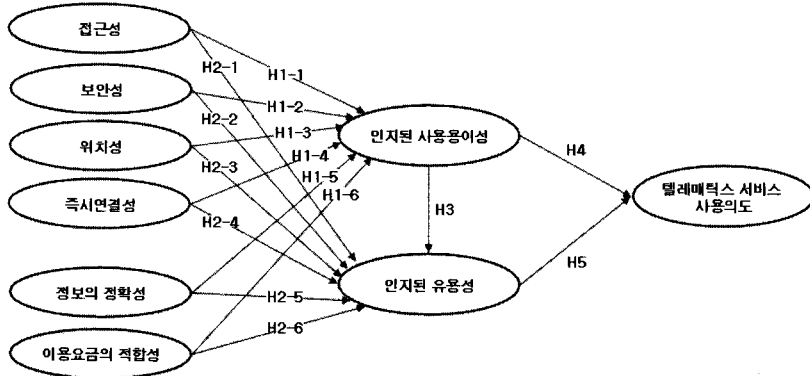 접근성
보안성
위치성
즉시연결성
정보의 정확성
이용요금의 적합성
H2-1
H1-1
H2-2
H1-2
H1-3
H2-3
H1-4
H1-5
H1-6
H2-4
H2-5
H2-6
인지된 사용용이성
H3
인지된 유용성
H4
H5
텔레매틱스 서비스
사용의도